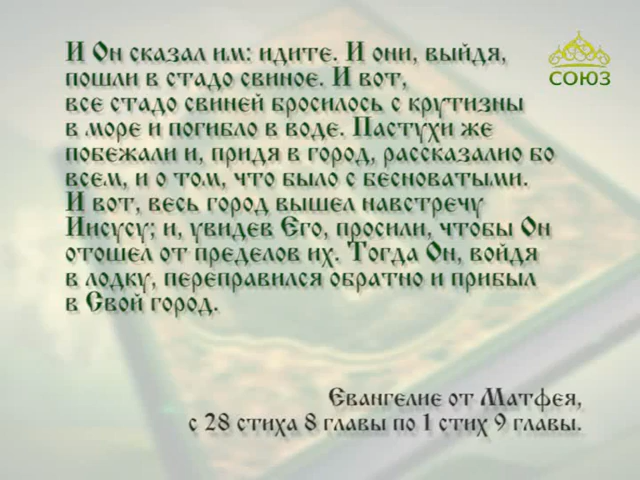 И Он сказал им: идите. И они, выйдя,
пошли в стадо свиное. И вот,
все стадо свиней бросилось с крутизны
в море и погибло в воде. Пастухи же
побежали и, придя в город, рассказалио бо
всем, и о том, что было с бесноватыми.
И вот, весь город вышел навстречу
Иисусу; и, увидев Его, просили, чтобы Он
отошел от пределов их. Тогда Он, войдя
в лодку, переправился обратно и прибыл
в Свой город.
СОЮЗ
Евангелие от Матфея,
с 28 стиха 8 главы по 1 стих 9 главы.